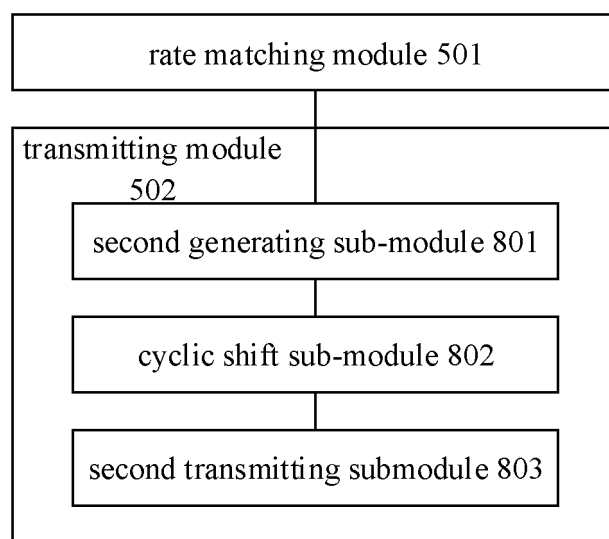 rate matching module 501
transmitting module
502
second generating sub-module 801
cyclic shift sub-module 802
second transmitting submodule 803